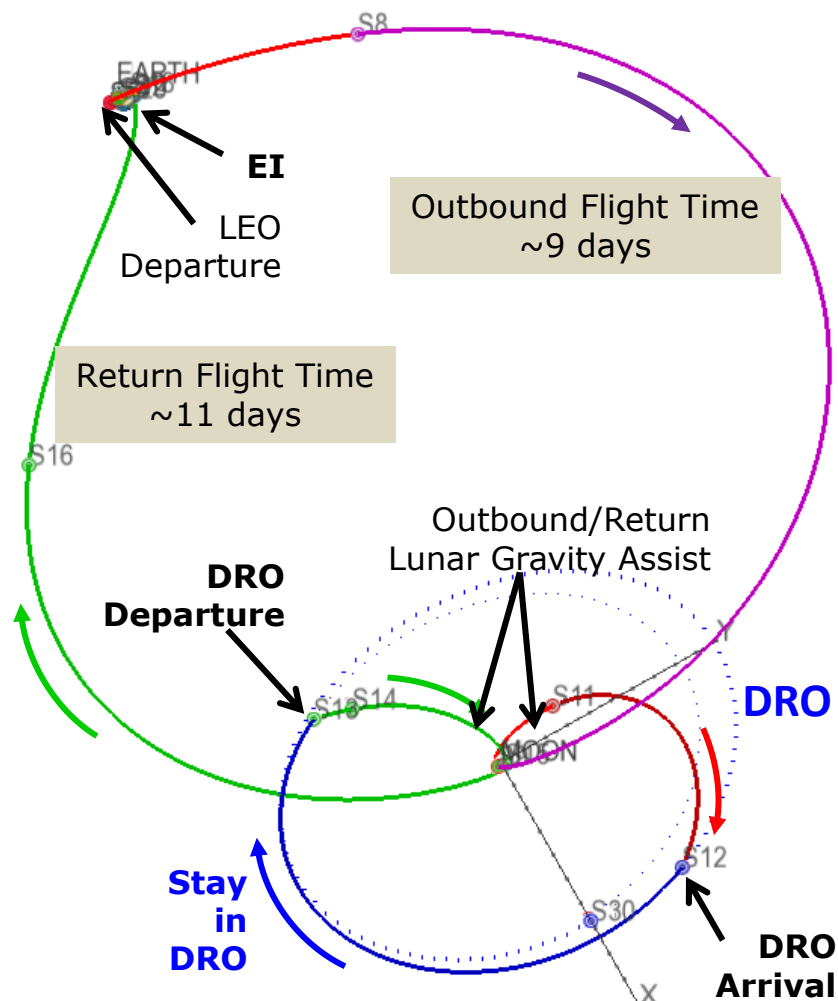 S8
EARTH
EI
LEO
Departure
Outbound Flight Time
~9 days
Return Flight Time
~11 days
S16
Outbound/Return
Lunar Gravity Assist
DRO
Departure
Y
S14
S11
DRO
MOON
S12
Stay
in
DRO
S30
DRO
Arrival
X